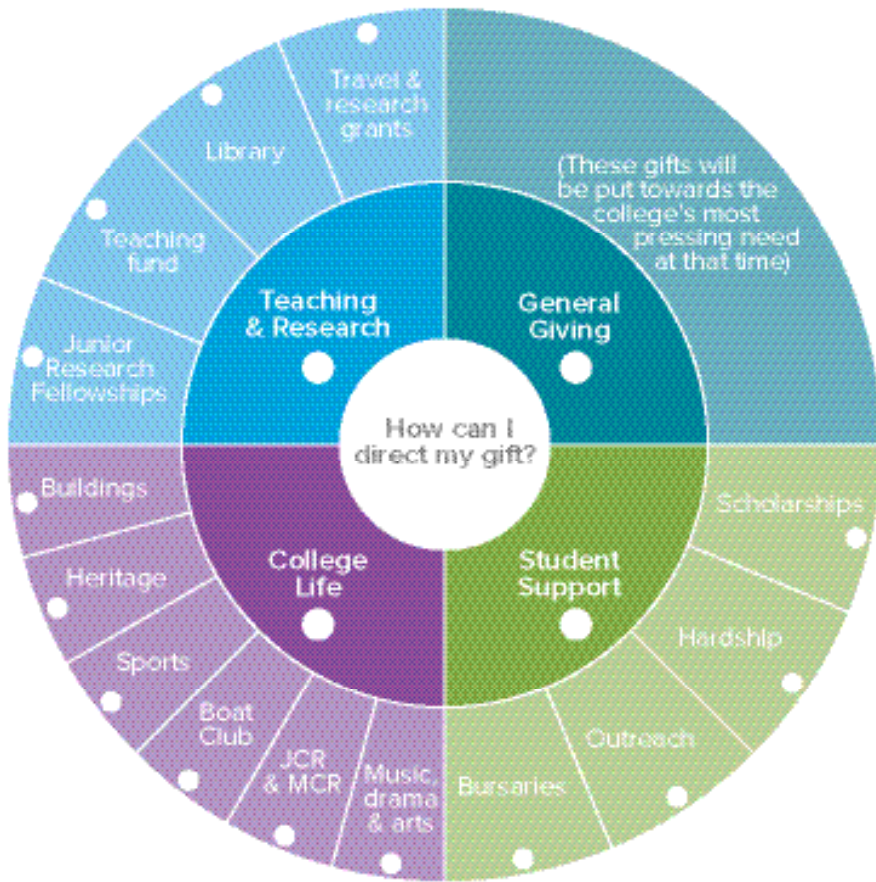 How can I
direct my gift?
Teaching
& Research
Travel &
research
grants
Library
Teaching
fund
Junior
Research
Fellowships
General
Giving
(These gifts will
be put towards the
college's most
pressing need
at that time)
College
Life
Buildings
Heritage
Sports
Boat
Club
JCR
& MCR
Music,
drama
& arts
Student
Support
Scholarships
Hardship
Outreach
Bursaries